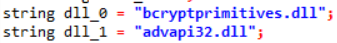 string dll_0 = "bcryptprimitives.dll";
string dll_1 = "advapi32.dll";